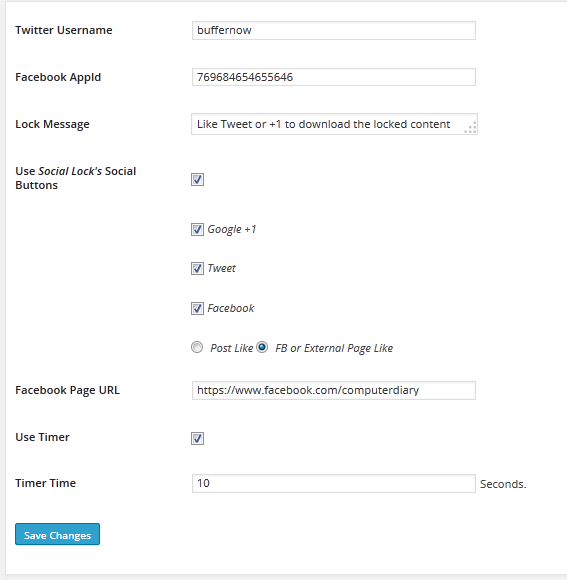 Twitter Username buffernow
Facebook AppId 769684654655646
Lock Message Like Tweet or +1 to download the locked content
Use Social Lock's Social
Buttons
Google +1
Tweet
Facebook
Post Like FB or External Page Like
Facebook Page URL https://www.facebook.com/computerdiary
Use Timer
Timer Time 10 Seconds.
Save Changes